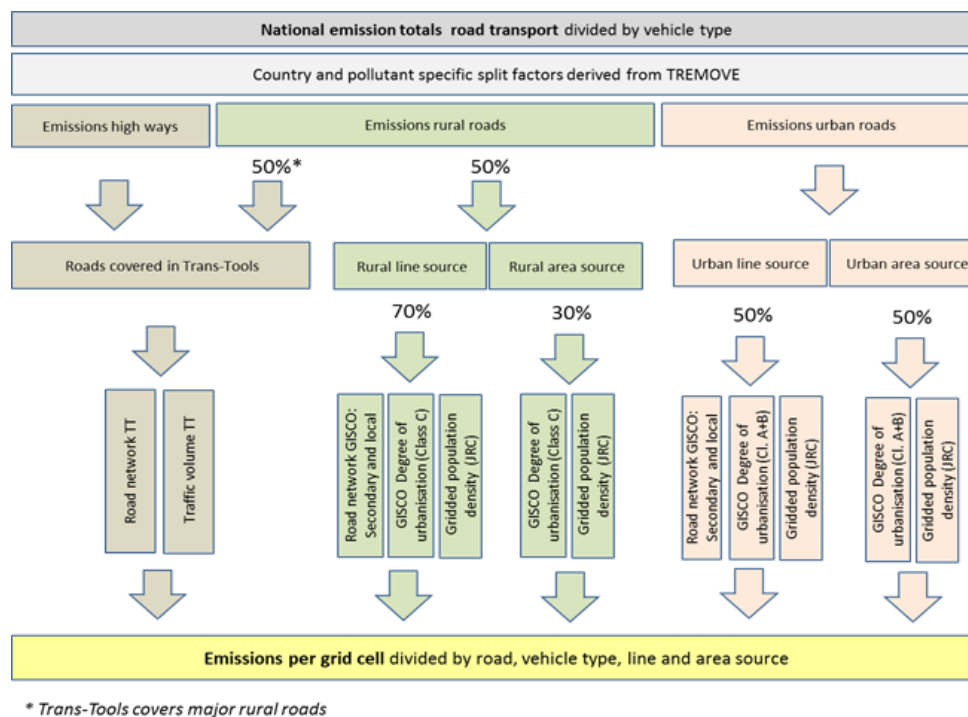 National emission totals road transport divided by vehicle type
Country and pollutant specific split factors derived from TREMOVE
Emissions high ways
Emissions rural roads
Emissions urban roads
50%*
50%
Roads covered in Trans-Tools
Rural line source
Rural area source
Urban line source
Urban area source
70%
30%
50%
50%
Road network TT
Traffic volume TT
Road network GISCO:
Secondary and local
GISCO Degree of
urbanisation (Class C)
Gridded population
density (JRC)
GISCO Degree of
urbanisation (Class C)
Gridded population
density (JRC)
Road network GISCO:
Secondary and local
GISCO Degree of
urbanisation (Cl. A+B)
Gridded population
density (JRC)
GISCO Degree of
urbanisation (Cl. A+B)
Gridded population
density (JRC)
Emissions per grid cell divided by road, vehicle type, line and area source
* Trans-Tools covers major rural roads